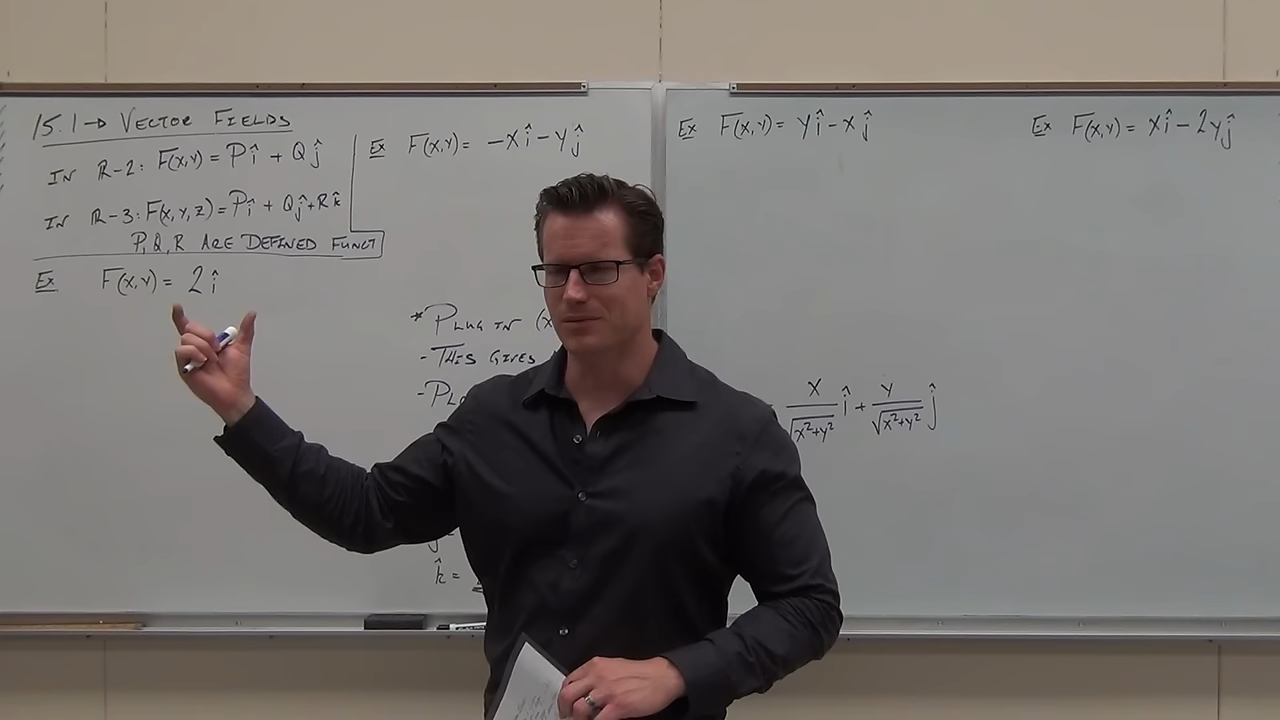 15.1→ VECTOR FIELDS
IN R-2: F(X,Y) = Pî + Qĵ
IN R-3: F(X,Y,Z) = Pî + Qĵ + Rk̂
P, Q, R ARE DEFINED FUNCT
Ex F(X,Y) = 2î
Ex F(X,Y) = -Xî - Yĵ
* PLUG IN (X
- THIS GIVES
k̂ =
Ex F(X,Y) = Yî - Xĵ
X/√(X²+Y²) î + Y/√(X²+Y²) ĵ
Ex F(X,Y) = Xî - 2Yĵ